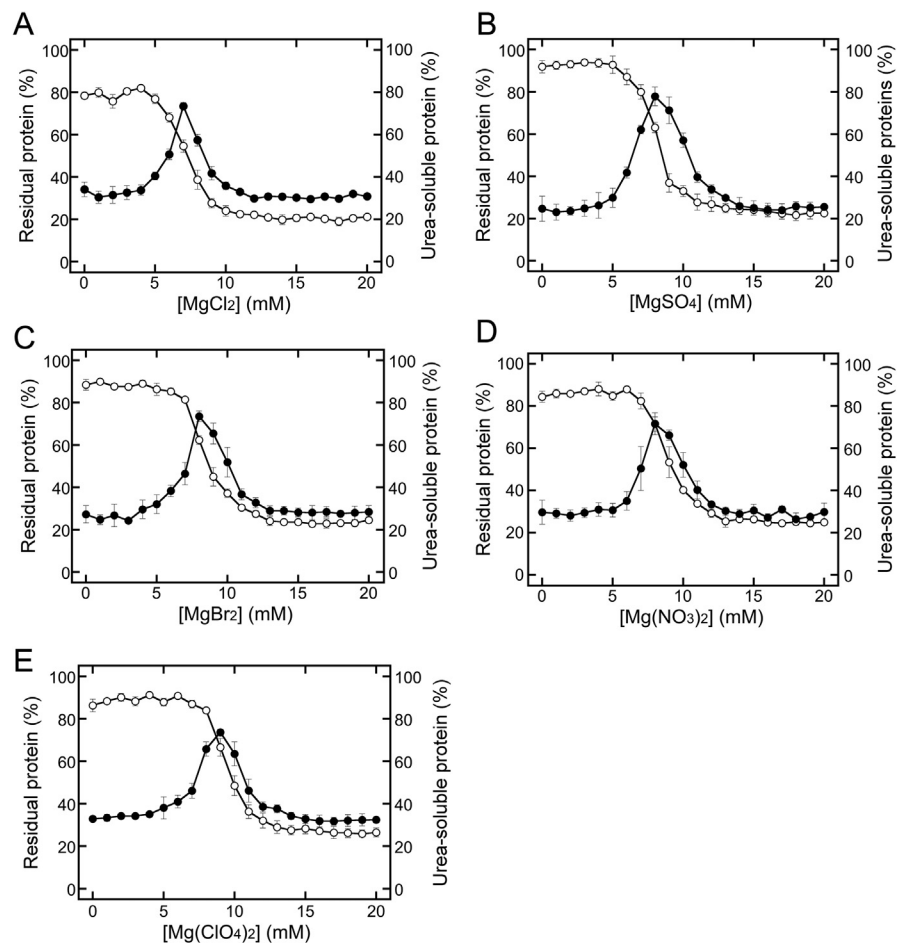 A
100
80
60
40
20
0
Residual protein (%)
100
80
60
40
20
0
Urea-soluble protein (%)
0 5 10 15 20
[MgCl2] (mM)
B
100
80
60
40
20
0
Residual protein (%)
100
80
60
40
20
0
Urea-soluble proteins (%)
0 5 10 15 20
[MgSO4] (mM)
C
100
80
60
40
20
0
Residual protein (%)
100
80
60
40
20
0
Urea-soluble protein (%)
0 5 10 15 20
[MgBr2] (mM)
D
100
80
60
40
20
0
Residual protein (%)
100
80
60
40
20
0
Urea-soluble protein (%)
0 5 10 15 20
[Mg(NO3)2] (mM)
E
100
80
60
40
20
0
Residual protein (%)
100
80
60
40
20
0
Urea-soluble protein (%)
0 5 10 15 20
[Mg(ClO4)2] (mM)